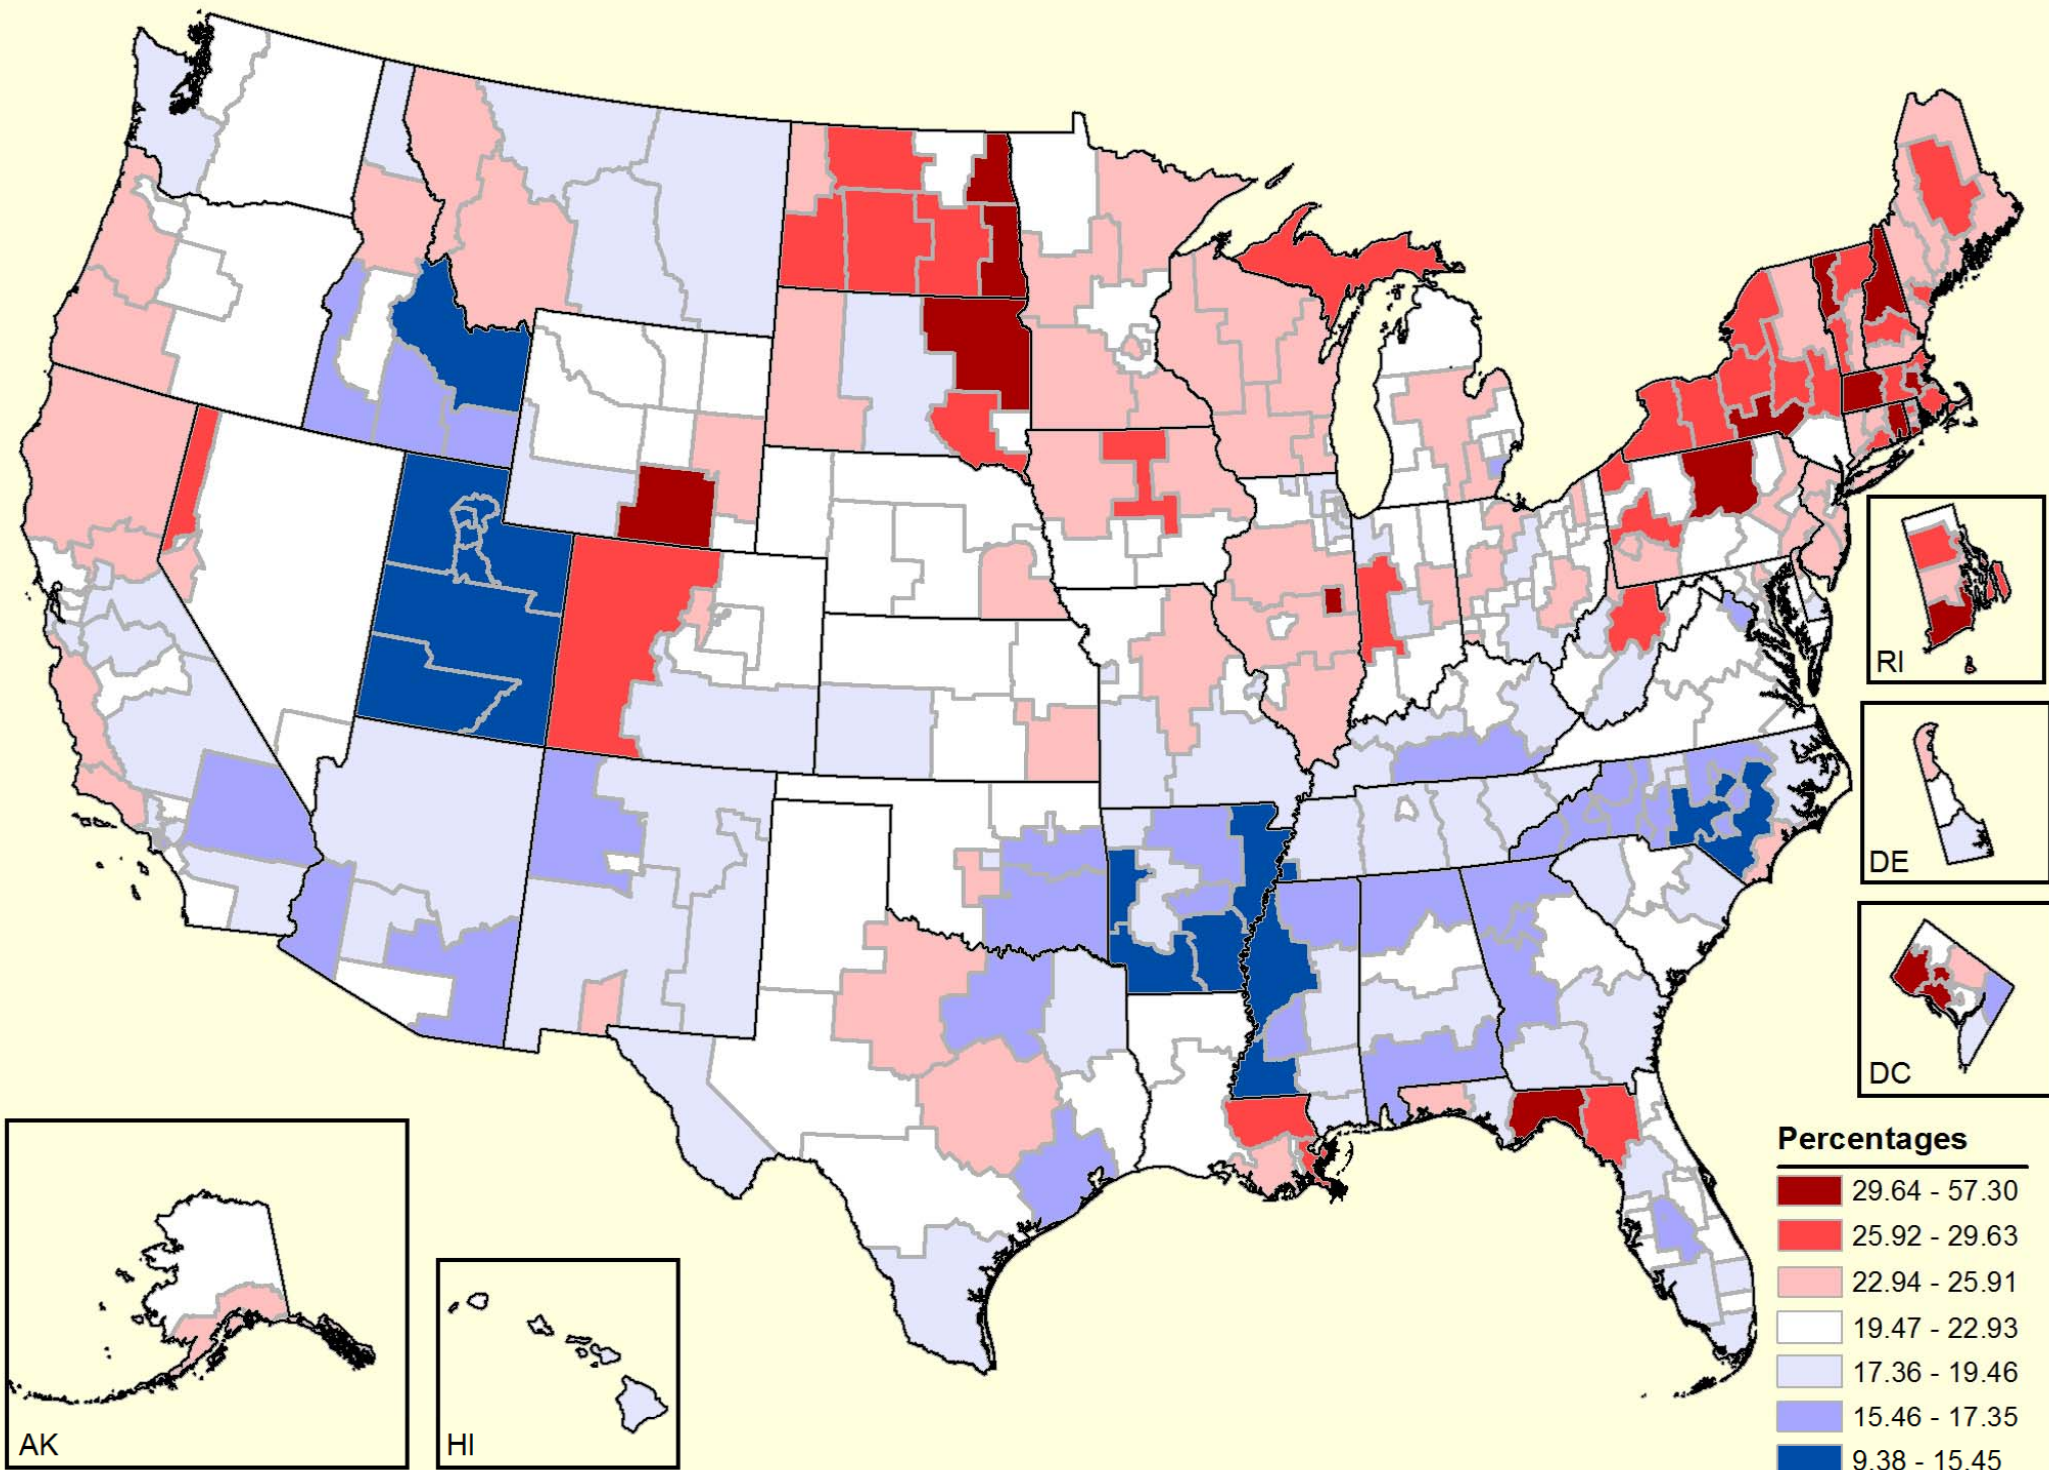 RI
DE
DC
AK
HI
Percentages
29.64 - 57.30
25.92 - 29.63
22.94 - 25.91
19.47 - 22.93
17.36 - 19.46
15.46 - 17.35
9.38 - 15.45